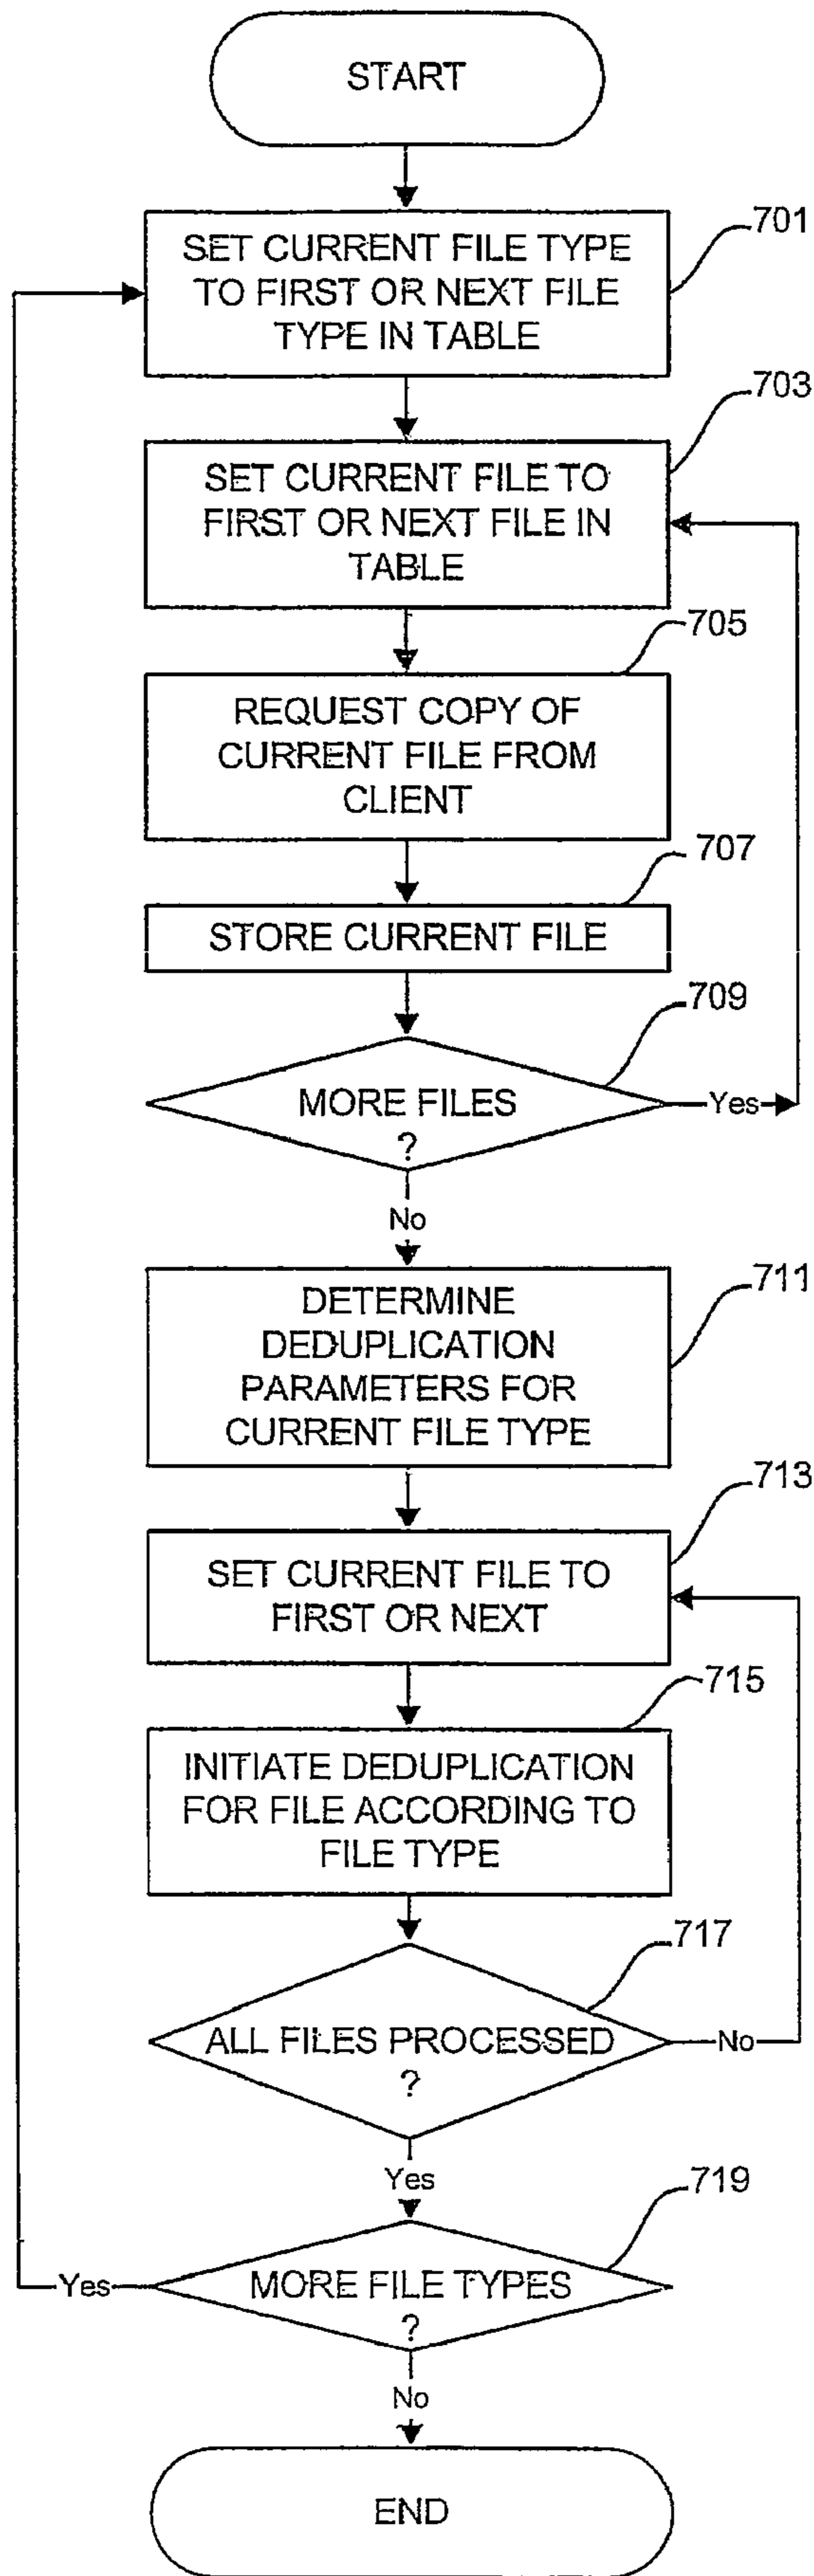 START
701
SET CURRENT FILE TYPE
TO FIRST OR NEXT FILE
TYPE IN TABLE
703
SET CURRENT FILE TO
FIRST OR NEXT FILE IN
TABLE
705
REQUEST COPY OF
CURRENT FILE FROM
CLIENT
707
STORE CURRENT FILE
709
MORE FILES
?
Yes
No
711
DETERMINE
DEDUPLICATION
PARAMETERS FOR
CURRENT FILE TYPE
713
SET CURRENT FILE TO
FIRST OR NEXT
715
INITIATE DEDUPLICATION
FOR FILE ACCORDING TO
FILE TYPE
717
ALL FILES PROCESSED
?
No
Yes
719
MORE FILE TYPES
?
Yes
No
END